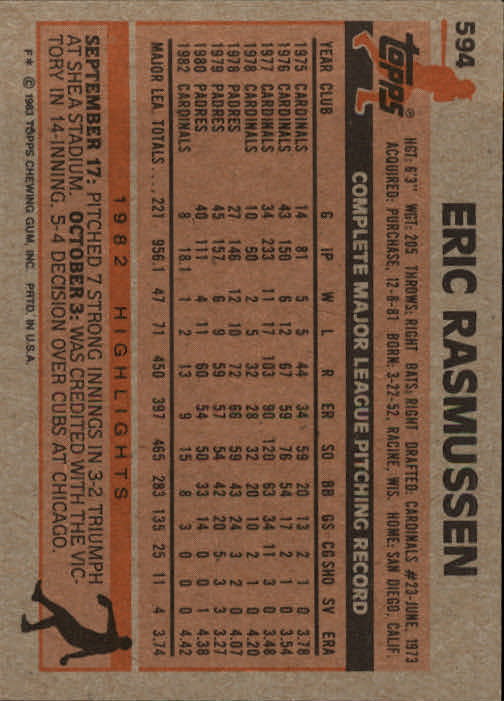 594
Topps®
ERIC RASMUSSEN
HGT: 6'3" WGT: 205 THROWS: RIGHT BATS: RIGHT DRAFTED: CARDINALS #23-JUNE, 1973
ACQUIRED: PURCHASE, 12-8-81 BORN: 3-22-52, RACINE, WIS. HOME: SAN DIEGO, CALIF.
COMPLETE MAJOR LEAGUE PITCHING RECORD
YEAR CLUB G IP W L R ER SO BB GS CG SHO SV ERA
1975 CARDINALS 14 81 5 5 44 34 59 20 13 2 1 0 3.78
1976 CARDINALS 43 150 6 12 67 59 76 54 17 2 1 0 3.54
1977 CARDINALS 34 233 11 17 103 90 120 63 34 11 3 0 3.48
1978 CARDINALS 10 50 2 5 32 28 32 20 10 2 1 0 4.20
1978 PADRES 27 146 12 10 72 66 59 43 24 3 2 0 4.07
1979 PADRES 45 157 6 9 59 57 54 42 20 5 3 3 3.27
1980 PADRES 40 111 4 11 60 54 50 33 14 0 0 1 4.38
1982 CARDINALS 8 18.1 1 2 13 9 15 8 3 0 0 0 4.42
MAJOR LEA. TOTALS .... 221 956.1 47 71 450 397 465 283 135 25 11 4 3.74
1982 HIGHLIGHTS
SEPTEMBER 17: PITCHED 7 STRONG INNINGS IN 3-2 TRIUMPH
AT SHEA STADIUM. OCTOBER 3: WAS CREDITED WITH THE VIC-
TORY IN 14-INNING, 5-4 DECISION OVER CUBS AT CHICAGO.
F* © 1983 TOPPS CHEWING GUM, INC. PRTD. IN U.S.A.